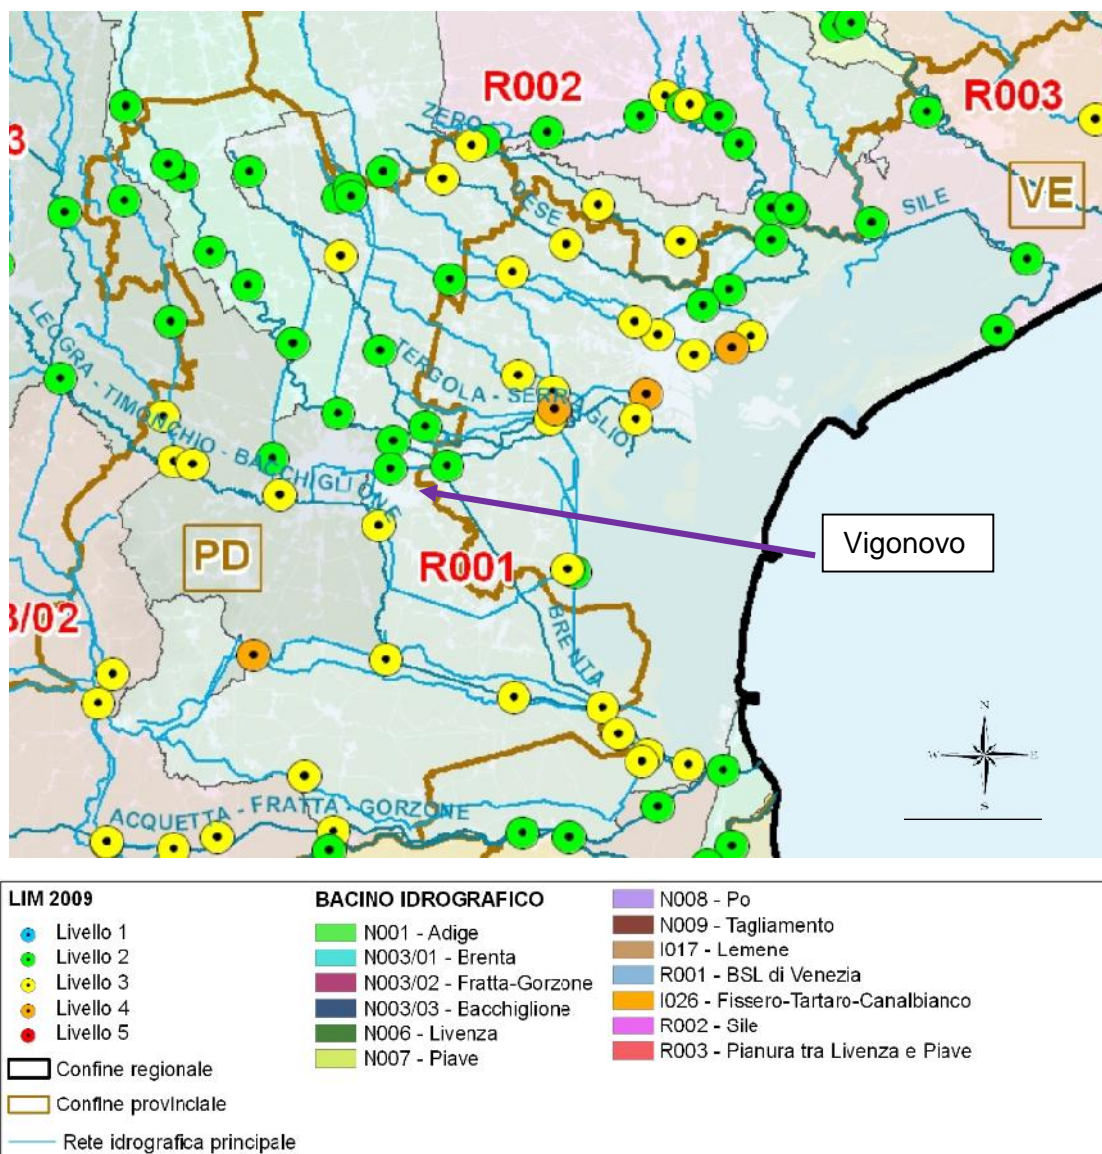 R002
R003
3
ZERO
VE
DESE
SILE
LEOGRA - TIMONCHIO - BACCHIGLIONE
TERGOLA - SERRAGLIO
Vigonovo
PD
R001
3/02
BRENTA
N
W E
S
ACQUETTA - FRATTA - GORZONE
LIM 2009
Livello 1
Livello 2
Livello 3
Livello 4
Livello 5
Confine regionale
Confine provinciale
Rete idrografica principale
BACINO IDROGRAFICO
N001 - Adige
N003/01 - Brenta
N003/02 - Fratta-Gorzone
N003/03 - Bacchiglione
N006 - Livenza
N007 - Piave
N008 - Po
N009 - Tagliamento
I017 - Lemene
R001 - BSL di Venezia
I026 - Fissero-Tartaro-Canalbianco
R002 - Sile
R003 - Pianura tra Livenza e Piave